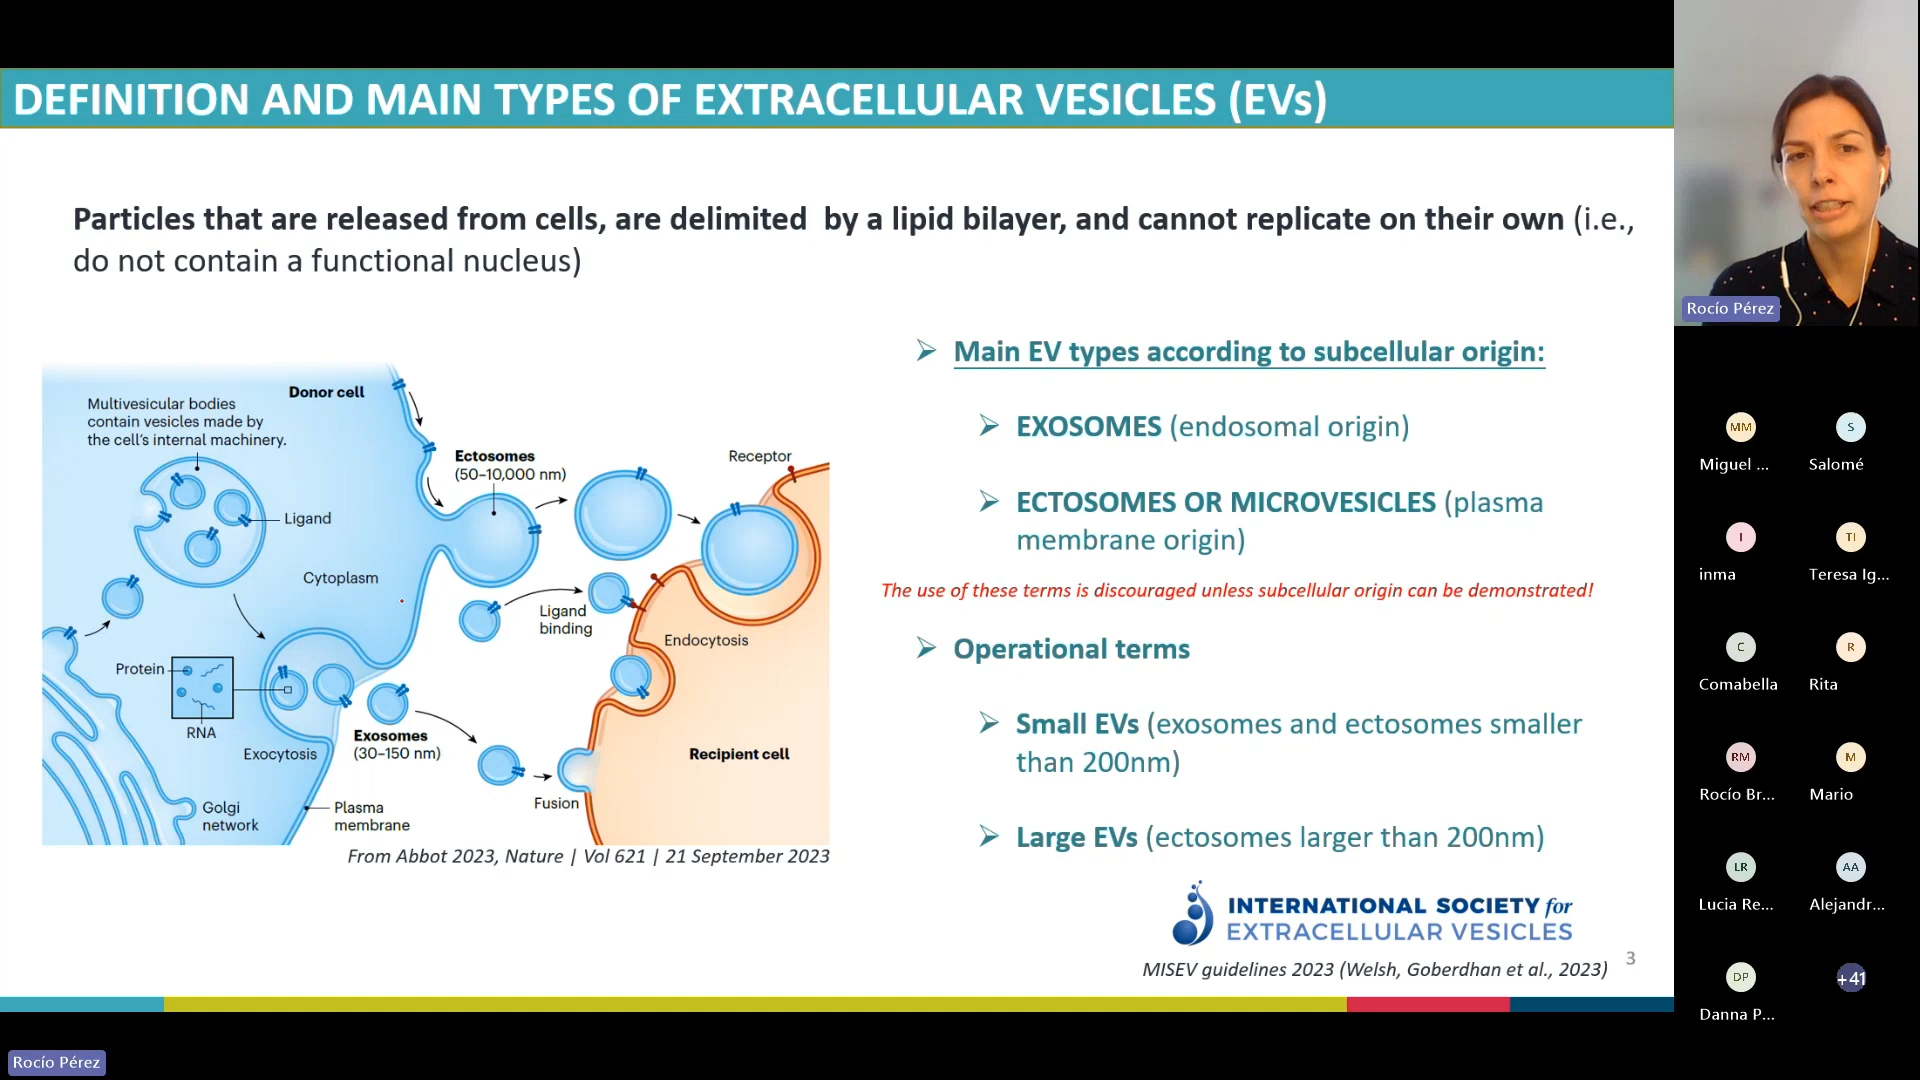 DEFINITION AND MAIN TYPES OF EXTRACELLULAR VESICLES (EVs)
Particles that are released from cells, are delimited by a lipid bilayer, and cannot replicate on their own (i.e.,
do not contain a functional nucleus)
Multivesicular bodies
contain vesicles made by
the cell's internal machinery.
Donor cell
Ectosomes
(50–10,000 nm)
Receptor
Ligand
Cytoplasm
Ligand
binding
Endocytosis
Protein
RNA
Exocytosis
Exosomes
(30–150 nm)
Recipient cell
Fusion
Golgi
network
Plasma
membrane
From Abbot 2023, Nature | Vol 621 | 21 September 2023
Main EV types according to subcellular origin:
EXOSOMES (endosomal origin)
ECTOSOMES OR MICROVESICLES (plasma
membrane origin)
The use of these terms is discouraged unless subcellular origin can be demonstrated!
Operational terms
Small EVs (exosomes and ectosomes smaller
than 200nm)
Large EVs (ectosomes larger than 200nm)
INTERNATIONAL SOCIETY for
EXTRACELLULAR VESICLES
MISEV guidelines 2023 (Welsh, Goberdhan et al., 2023)
3
Rocío Pérez
MM
Miguel ...
S
Salomé
I
inma
TI
Teresa Ig...
C
Comabella
R
Rita
RM
Rocío Br...
M
Mario
LR
Lucia Re...
AA
Alejandr...
DP
Danna P...
+41
Rocío Pérez